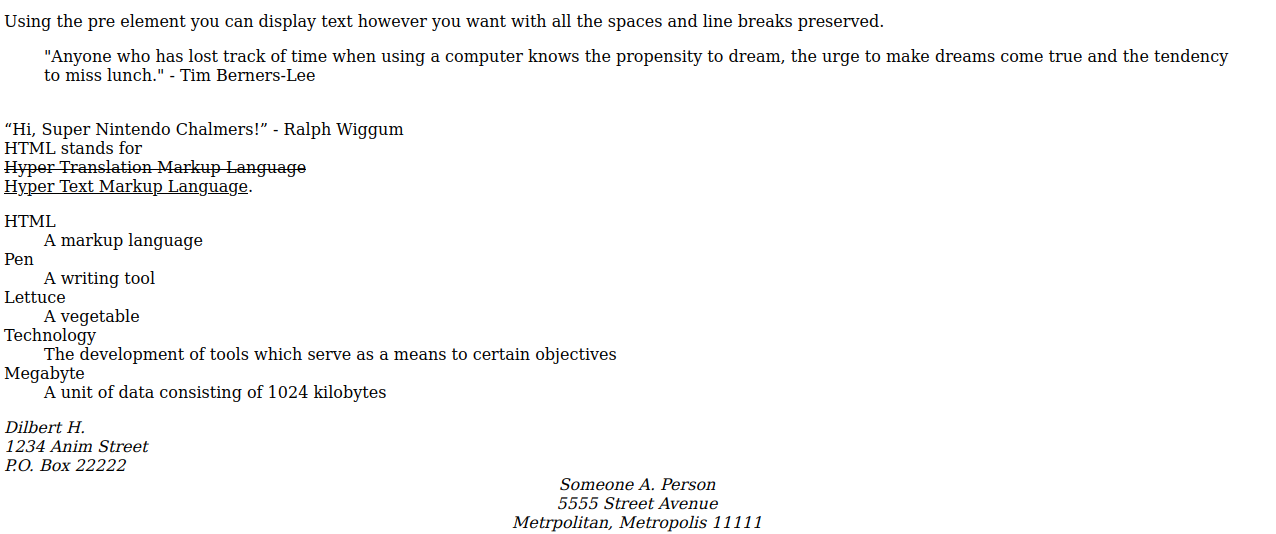 Using the pre element you can display text however you want with all the spaces and line breaks preserved.
"Anyone who has lost track of time when using a computer knows the propensity to dream, the urge to make dreams come true and the tendency
to miss lunch." - Tim Berners-Lee
“Hi, Super Nintendo Chalmers!” - Ralph Wiggum
HTML stands for
Hyper Translation Markup Language
Hyper Text Markup Language.
HTML
A markup language
Pen
A writing tool
Lettuce
A vegetable
Technology
The development of tools which serve as a means to certain objectives
Megabyte
A unit of data consisting of 1024 kilobytes
Dilbert H.
1234 Anim Street
P.O. Box 22222
Someone A. Person
5555 Street Avenue
Metrpolitan, Metropolis 11111